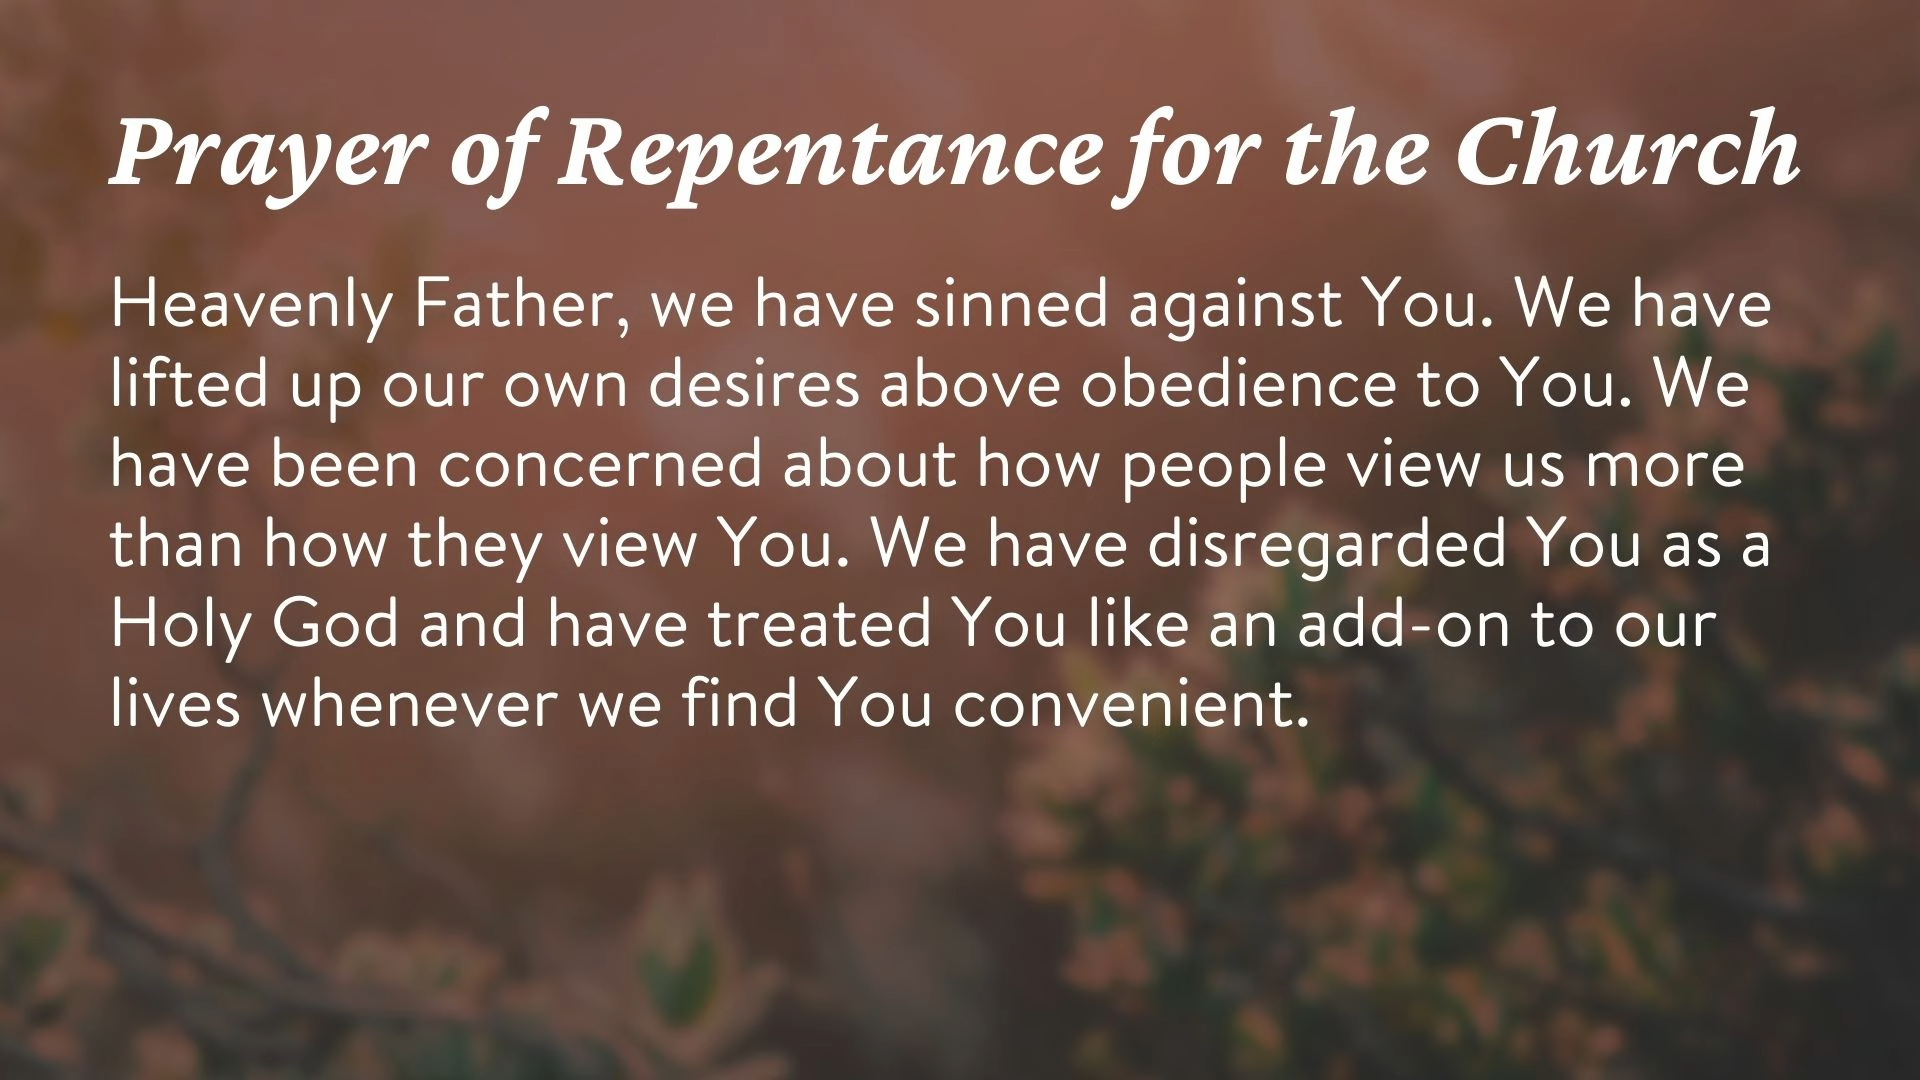 Prayer of Repentance for the Church
Heavenly Father, we have sinned against You. We have
lifted up our own desires above obedience to You. We
have been concerned about how people view us more
than how they view You. We have disregarded You as a
Holy God and have treated You like an add-on to our
lives whenever we find You convenient.